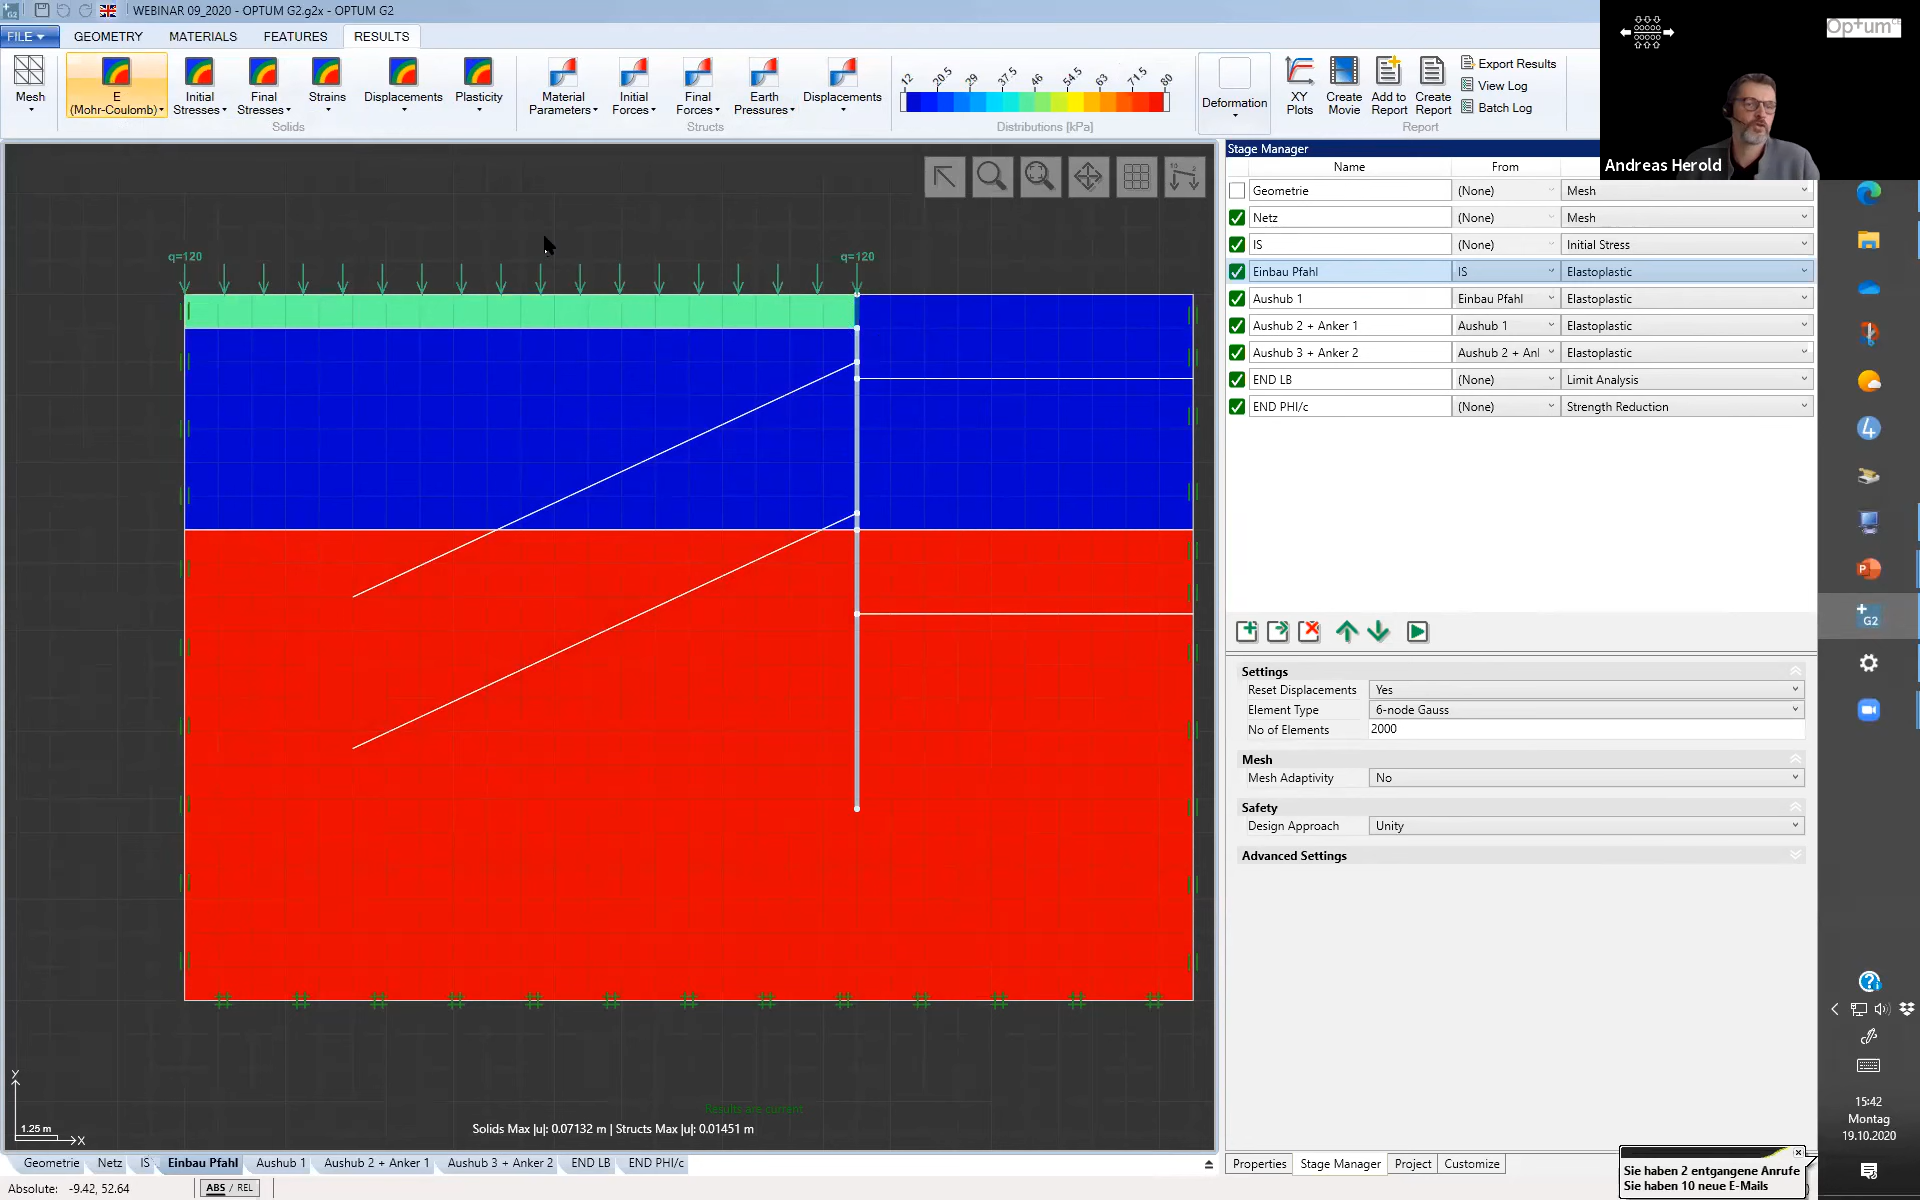 WEBINAR 09_2020 - OPTUM G2.g2x - OPTUM G2
FILE GEOMETRY MATERIALS FEATURES RESULTS
Mesh
E
(Mohr-Coulomb)
Initial
Stresses
Final
Stresses
Strains
Displacements
Plasticity
Solids
Material
Parameters
Initial
Forces
Final
Forces
Earth
Pressures
Displacements
Structs
12 20.5 29 37.5 46 54.5 63 71.5 80
Distributions [kPa]
Deformation
XY
Plots
Create
Movie
Add to
Report
Create
Report
Export Results
View Log
Batch Log
Report
Optum
Andreas Herold
q=120
q=120
Results are current
Solids Max |u|: 0.07132 m | Structs Max |u|: 0.01451 m
Y
1.25 m
X
Stage Manager
Name From
Geometrie (None) Mesh
Netz (None) Mesh
IS (None) Initial Stress
Einbau Pfahl IS Elastoplastic
Aushub 1 Einbau Pfahl Elastoplastic
Aushub 2 + Anker 1 Aushub 1 Elastoplastic
Aushub 3 + Anker 2 Aushub 2 + Anl Elastoplastic
END LB (None) Limit Analysis
END PHI/c (None) Strength Reduction
Settings
Reset Displacements Yes
Element Type 6-node Gauss
No of Elements 2000
Mesh
Mesh Adaptivity No
Safety
Design Approach Unity
Advanced Settings
Geometrie Netz IS Einbau Pfahl Aushub 1 Aushub 2 + Anker 1 Aushub 3 + Anker 2 END LB END PHI/c
Properties Stage Manager Project Customize
Absolute: -9.42, 52.64 ABS / REL
G2
15:42
Montag
19.10.2020
Sie haben 2 entgangene Anrufe
Sie haben 10 neue E-Mails